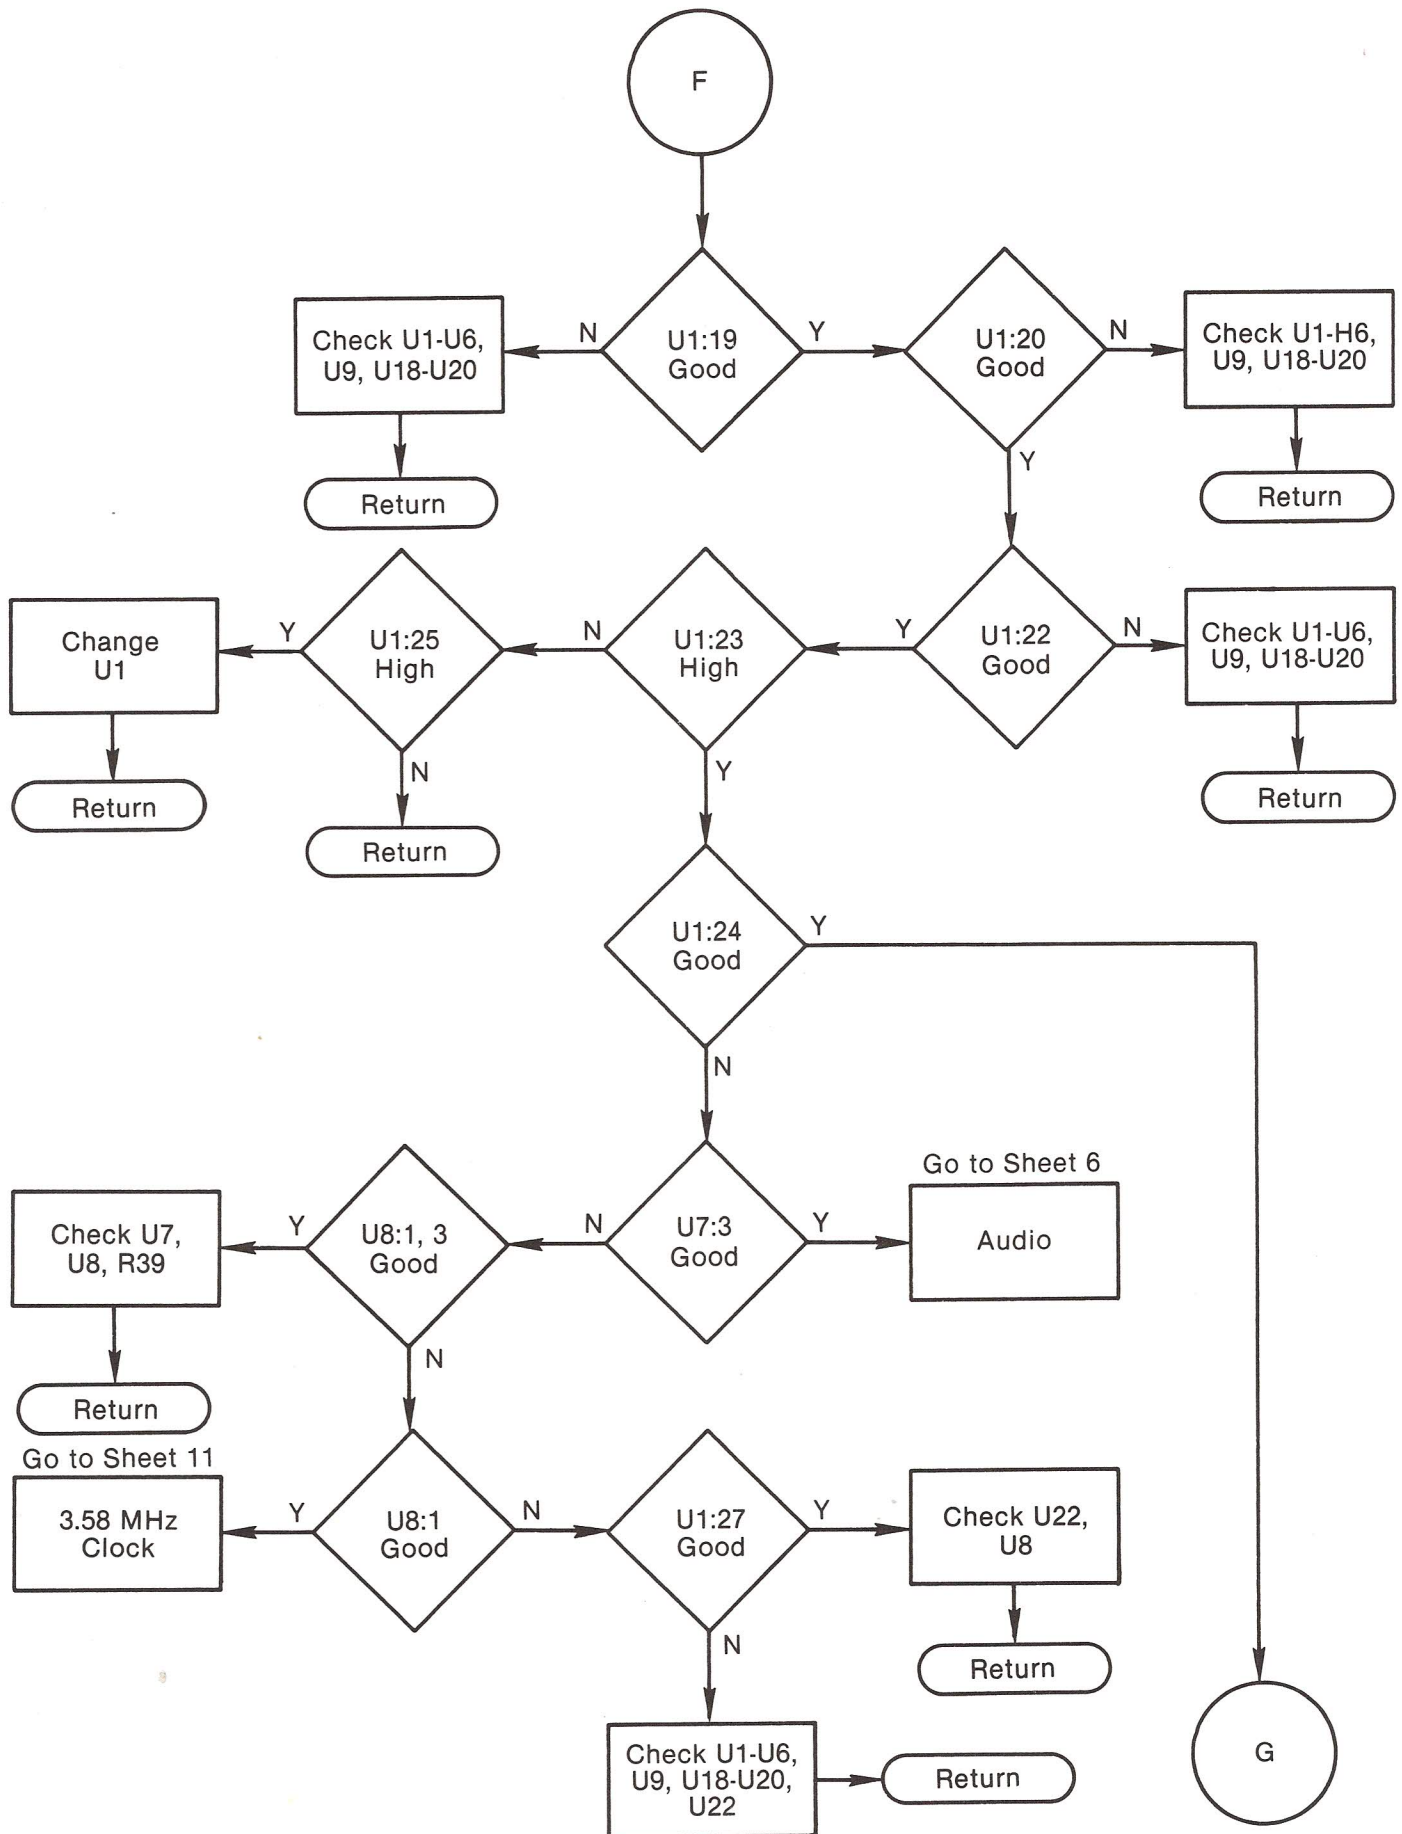 F
N
U1:19
Good
Y
U1:20
Good
N
Check U1-U6,
U9, U18-U20
Check U1-H6,
U9, U18-U20
Return
Y
Return
Change
U1
Y
U1:25
High
N
U1:23
High
Y
U1:22
Good
N
Check U1-U6,
U9, U18-U20
Return
N
Return
Y
Return
U1:24
Good
Y
N
Go to Sheet 6
Check U7,
U8, R39
Y
U8:1, 3
Good
N
U7:3
Good
Y
Audio
Return
N
Go to Sheet 11
3.58 MHz
Clock
Y
U8:1
Good
N
U1:27
Good
Y
Check U22,
U8
N
Return
Check U1-U6,
U9, U18-U20,
U22
Return
G